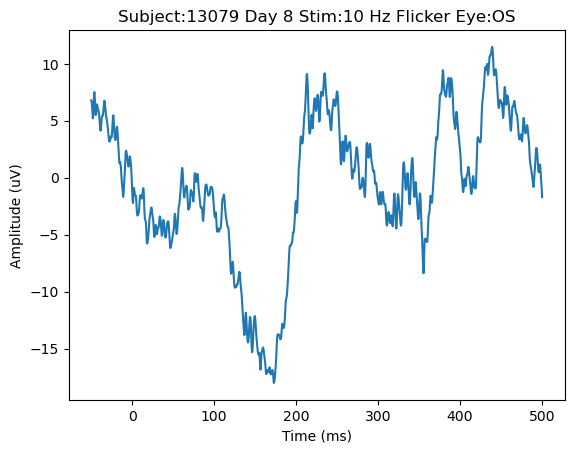 Subject:13079 Day 8 Stim:10 Hz Flicker Eye:OS
Amplitude (uV)
10
5
0
−5
−10
−15
0 100 200 300 400 500
Time (ms)